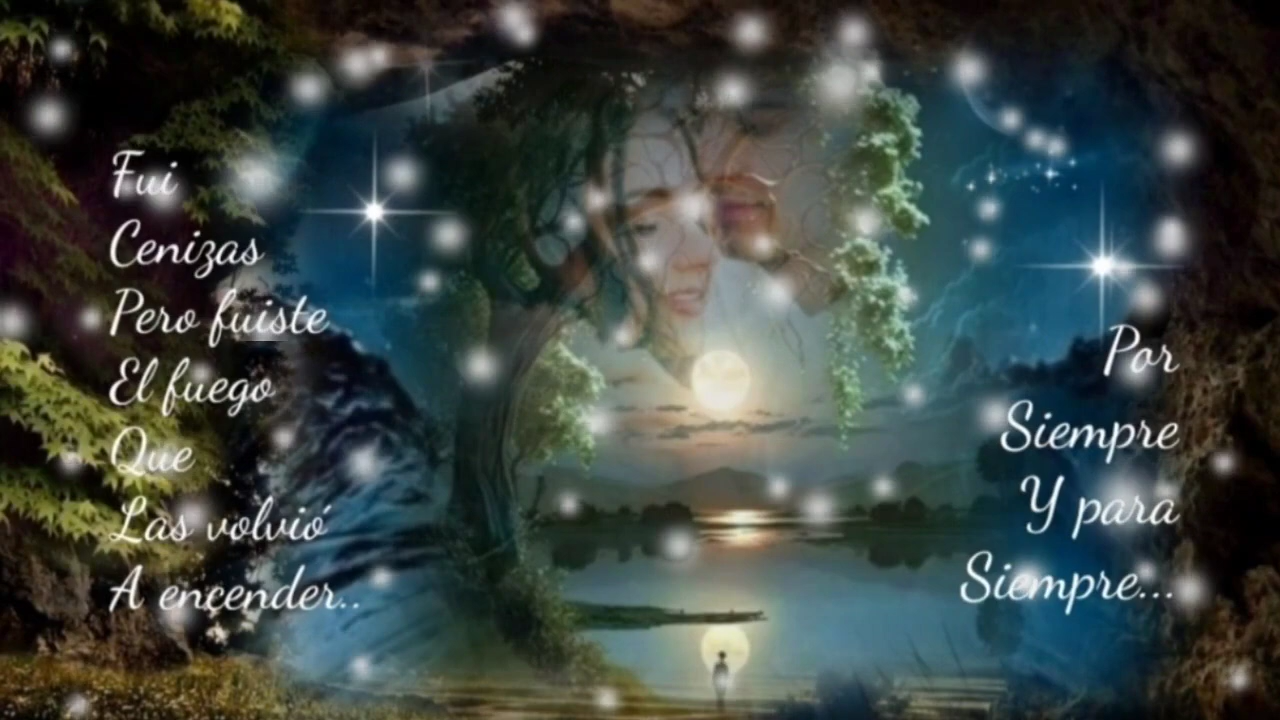 Fui
Cenizas
Pero fuiste
El fuego
Que
Las volvió
A encender..
Por
Siempre
Y para
Siempre...